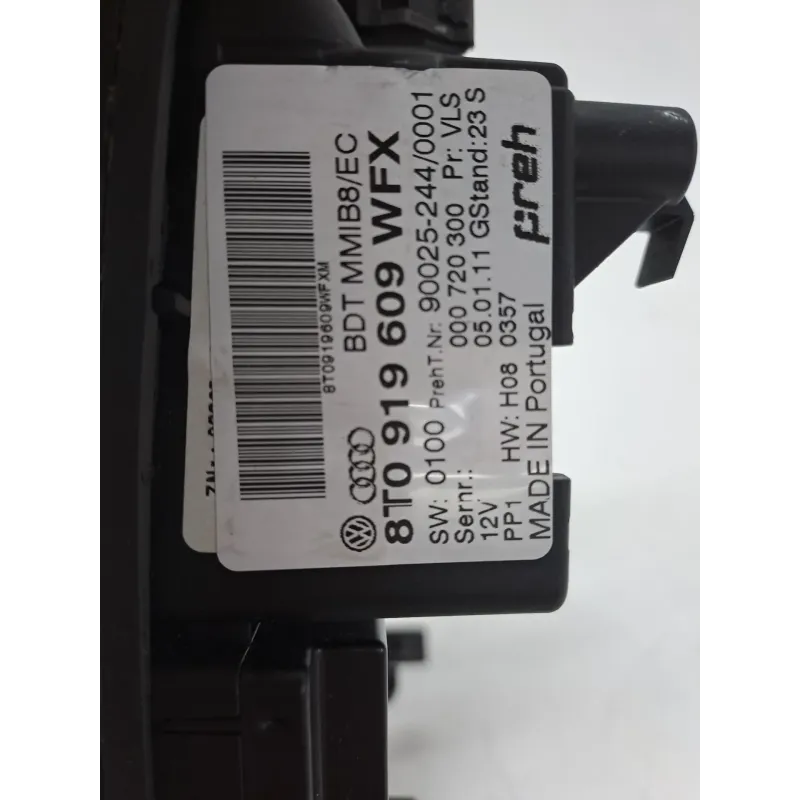 8T0919609WFXM
BDT MMIB8/EC
8T0 919 609 WFX
SW: 0100 PrehT.Nr: 90025-244/0001
Sernr.: 000 720 300 Pr: VLS
12V 05.01.11 GStand:23 S
PP1 HW: H08 0357
MADE IN Portugal
preh